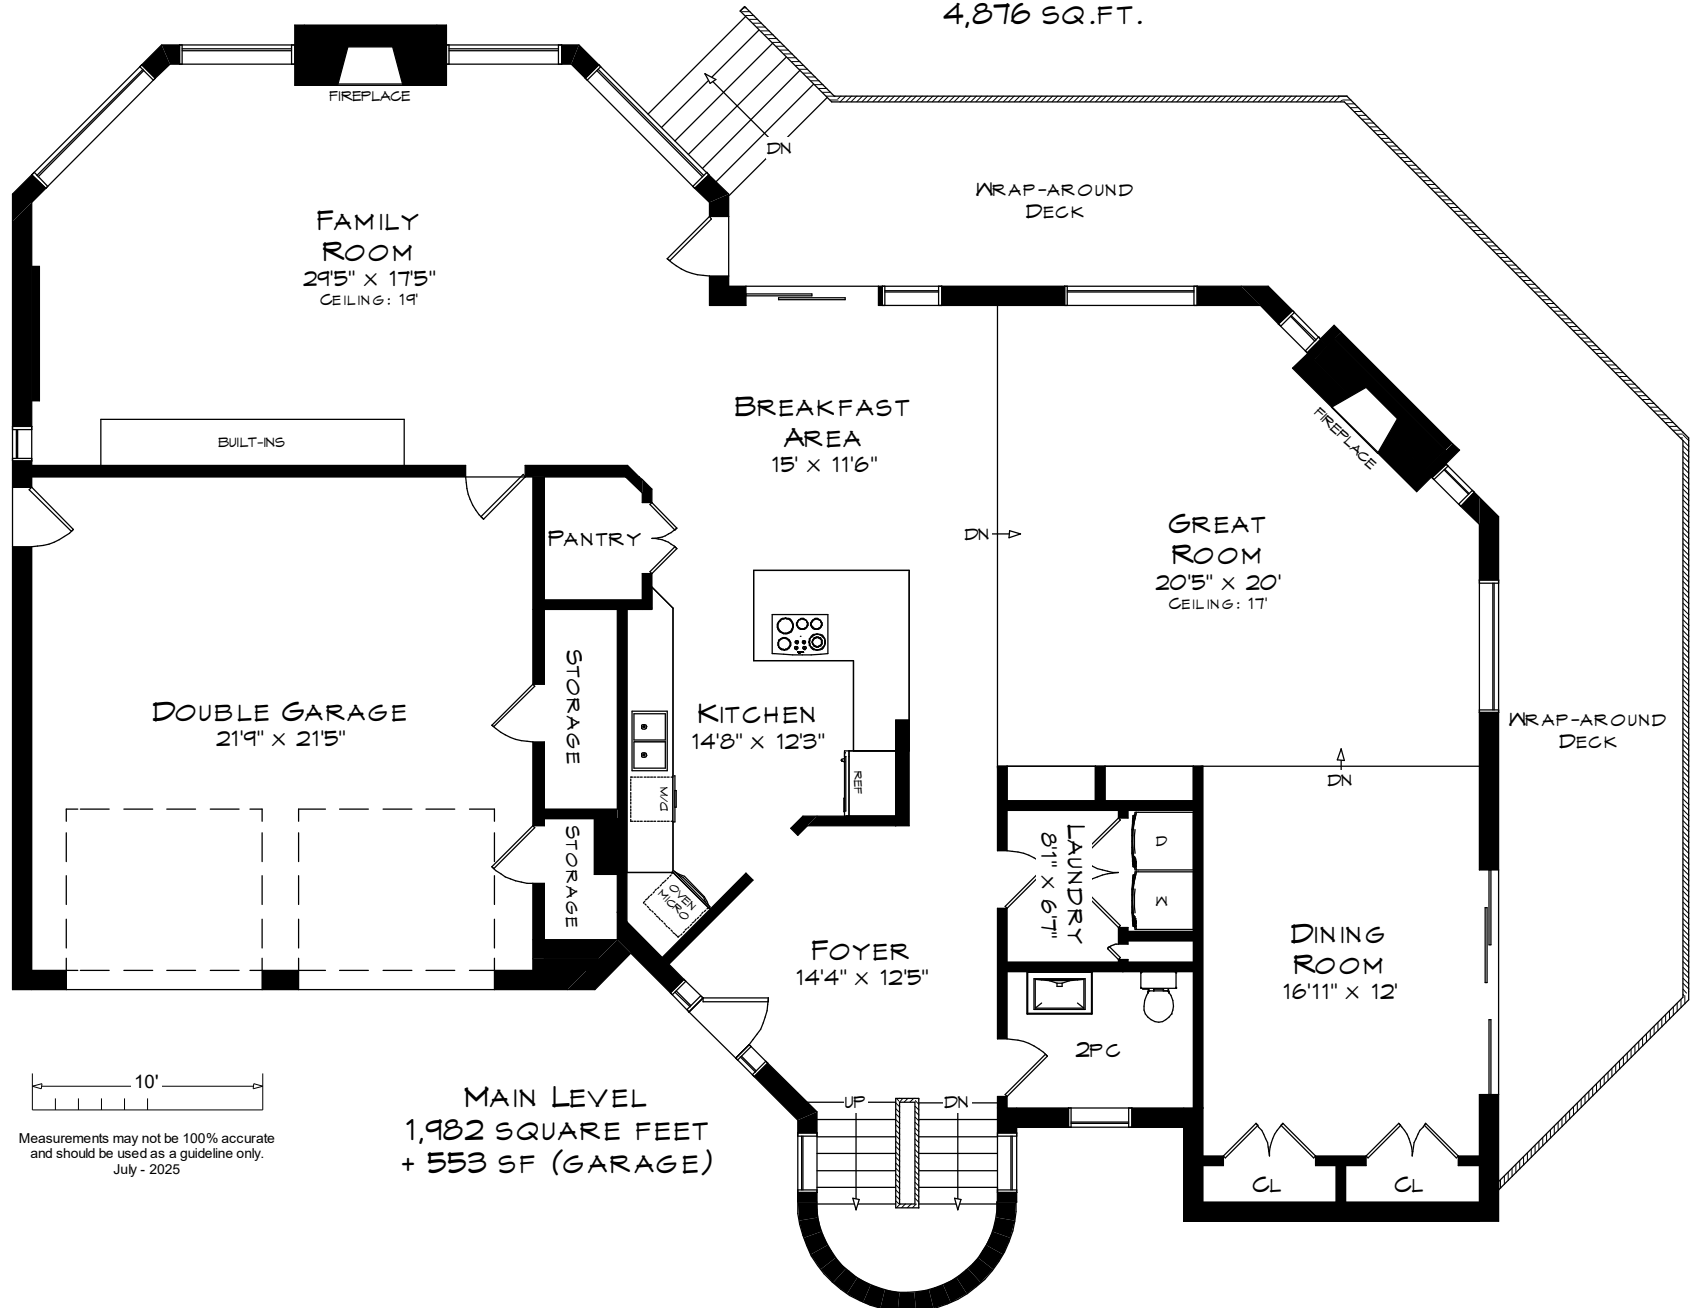 4,876 SQ.FT.
FIREPLACE
DN
WRAP-AROUND
DECK
FAMILY
ROOM
29'5" X 17'5"
CEILING: 19'
BREAKFAST
AREA
15' X 11'6"
FIREPLACE
BUILT-INS
PANTRY
DN
GREAT
ROOM
20'5" X 20'
CEILING: 17'
STORAGE
DOUBLE GARAGE
21'9" X 21'5"
KITCHEN
14'8" X 12'3"
REF
D/W
WRAP-AROUND
DECK
DN
STORAGE
OVEN
MICRO
LAUNDRY
8'1" X 6'7"
D
W
FOYER
14'4" X 12'5"
DINING
ROOM
16'11" X 12'
2PC
10'
MAIN LEVEL
1,982 SQUARE FEET
+ 553 SF (GARAGE)
UP
DN
Measurements may not be 100% accurate
and should be used as a guideline only.
July - 2025
CL
CL